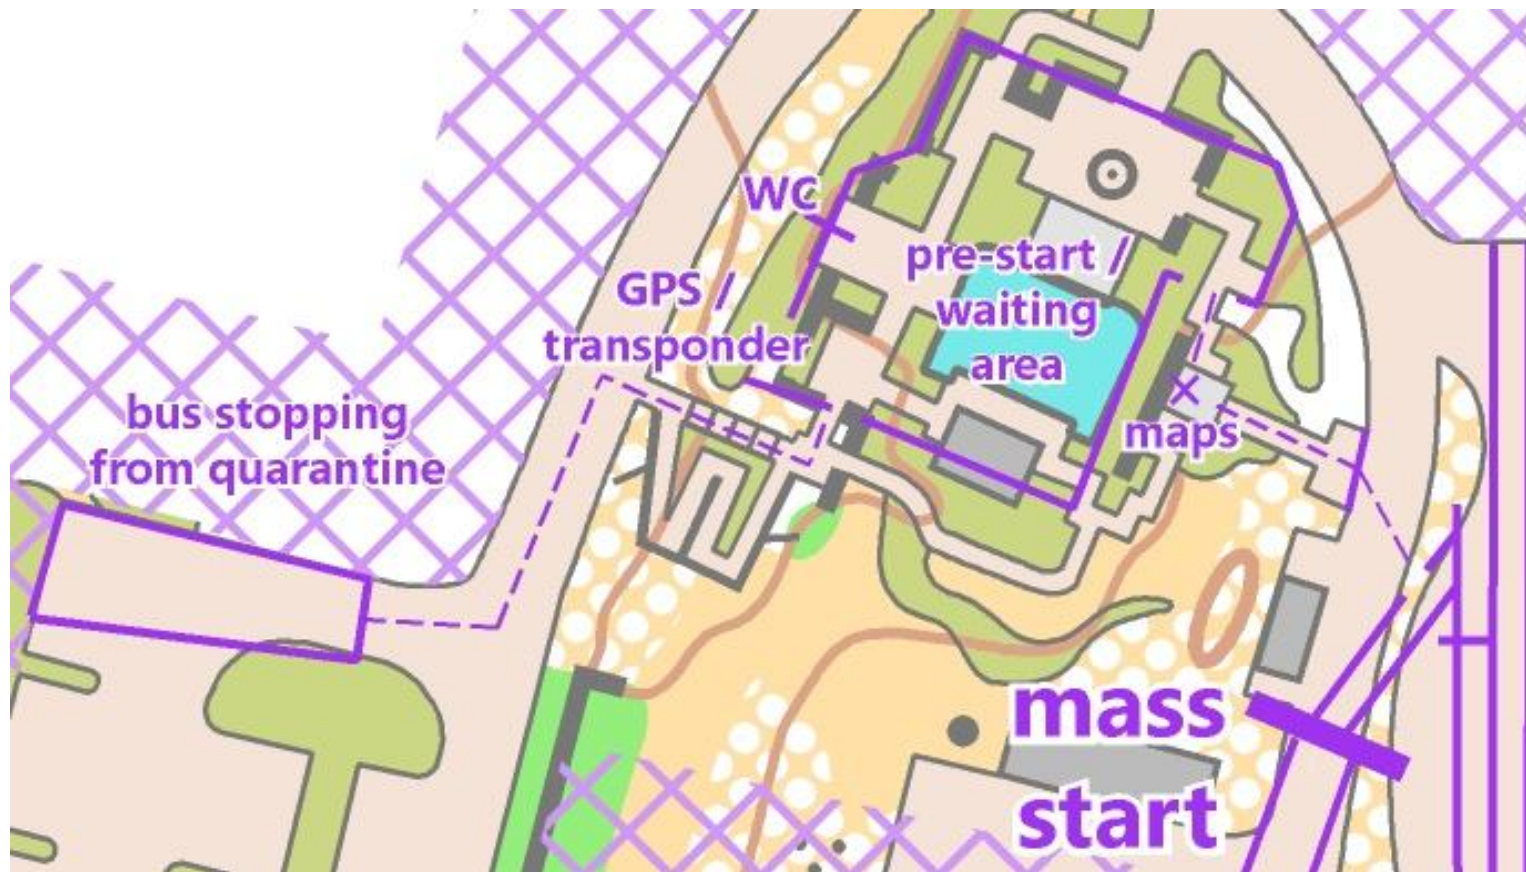 WC
GPS /
transponder
pre-start /
waiting
area
bus stopping
from quarantine
maps
mass
start